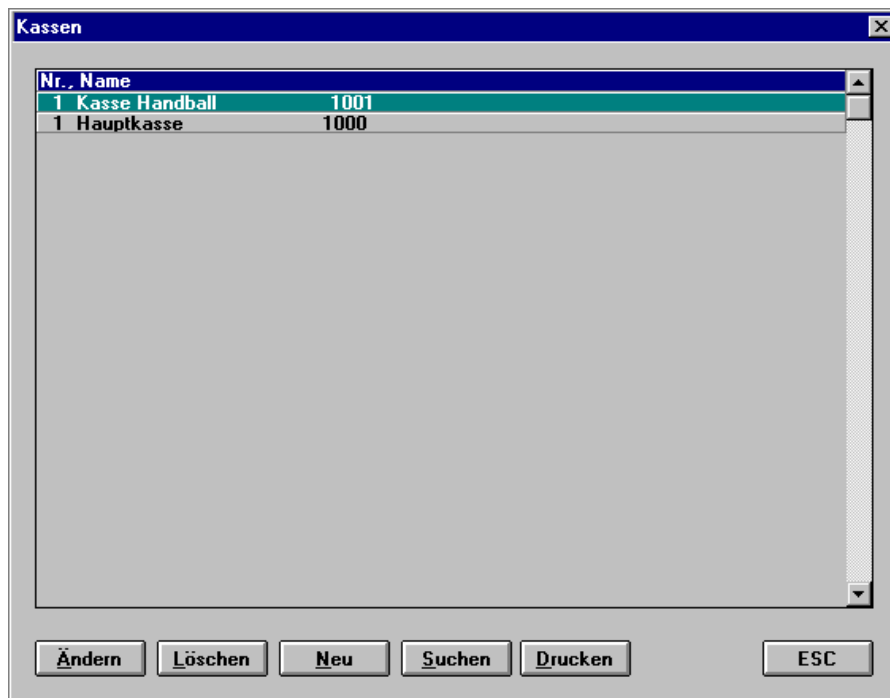 Kassen
Nr., Name
1 Kasse Handball 1001
1 Hauptkasse 1000
Ändern Löschen Neu Suchen Drucken ESC